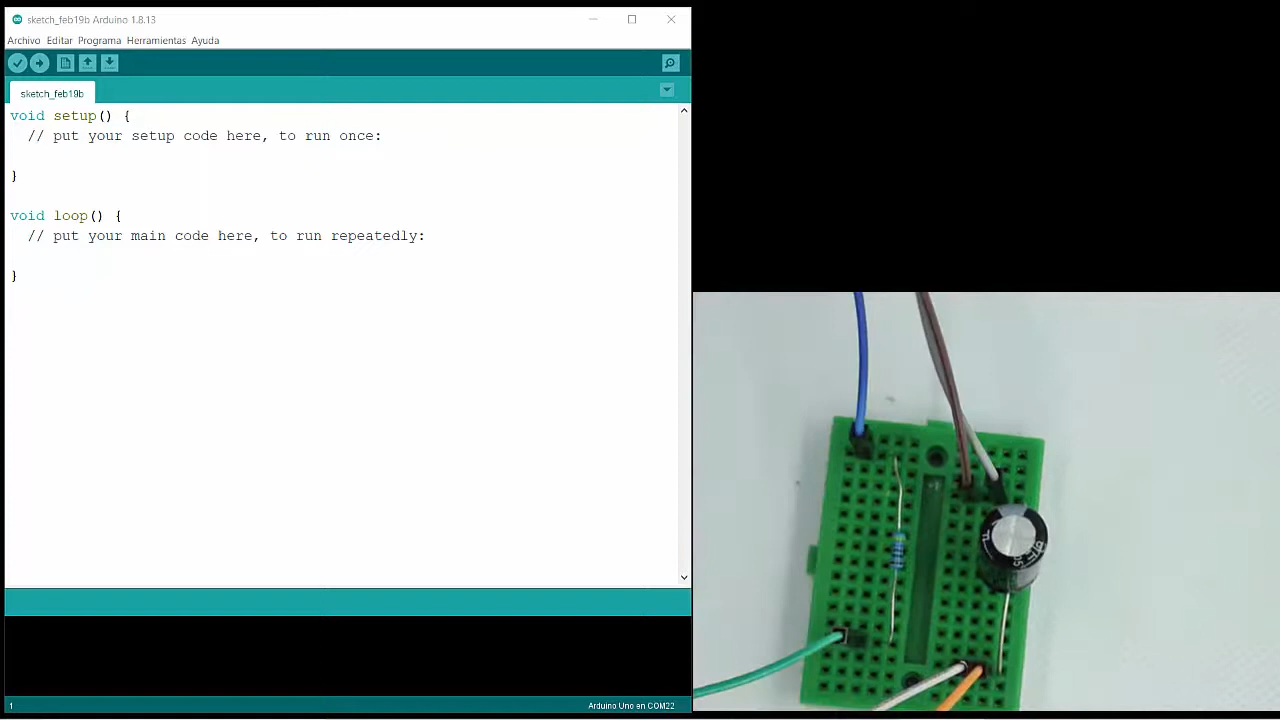 sketch_feb19b Arduino 1.8.13
Archivo Editar Programa Herramientas Ayuda
sketch_feb19b
void setup() {
// put your setup code here, to run once:
}
void loop() {
// put your main code here, to run repeatedly:
}
1
Arduino Uno en COM22